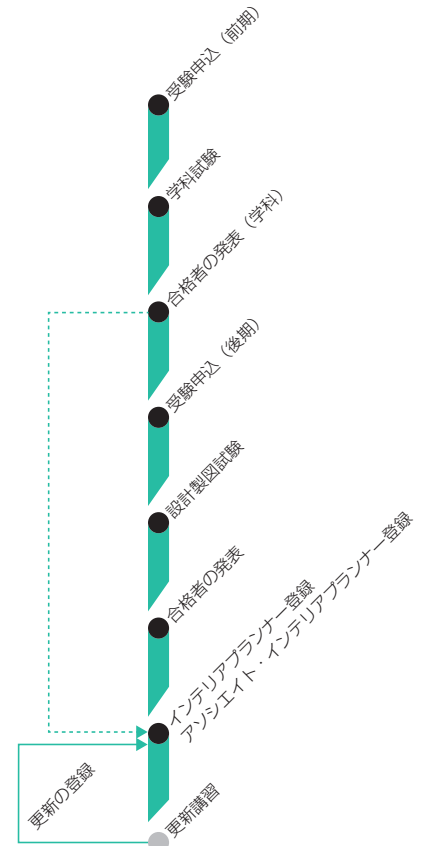 受験申込（前期）
学科試験
合格者の発表（学科）
受験申込（後期）
設計製図試験
合格者の発表
インテリアプランナー登録
アソシエイト・インテリアプランナー登録
更新講習
更新の登録